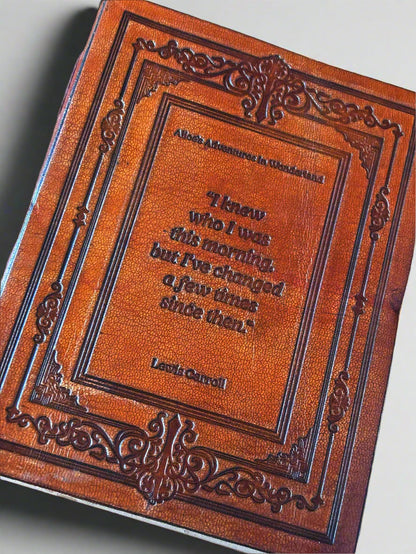 Alice's Adventures in Wonderland
"I knew
who I was
this morning,
but I've changed
a few times
since then."
Lewis Carroll